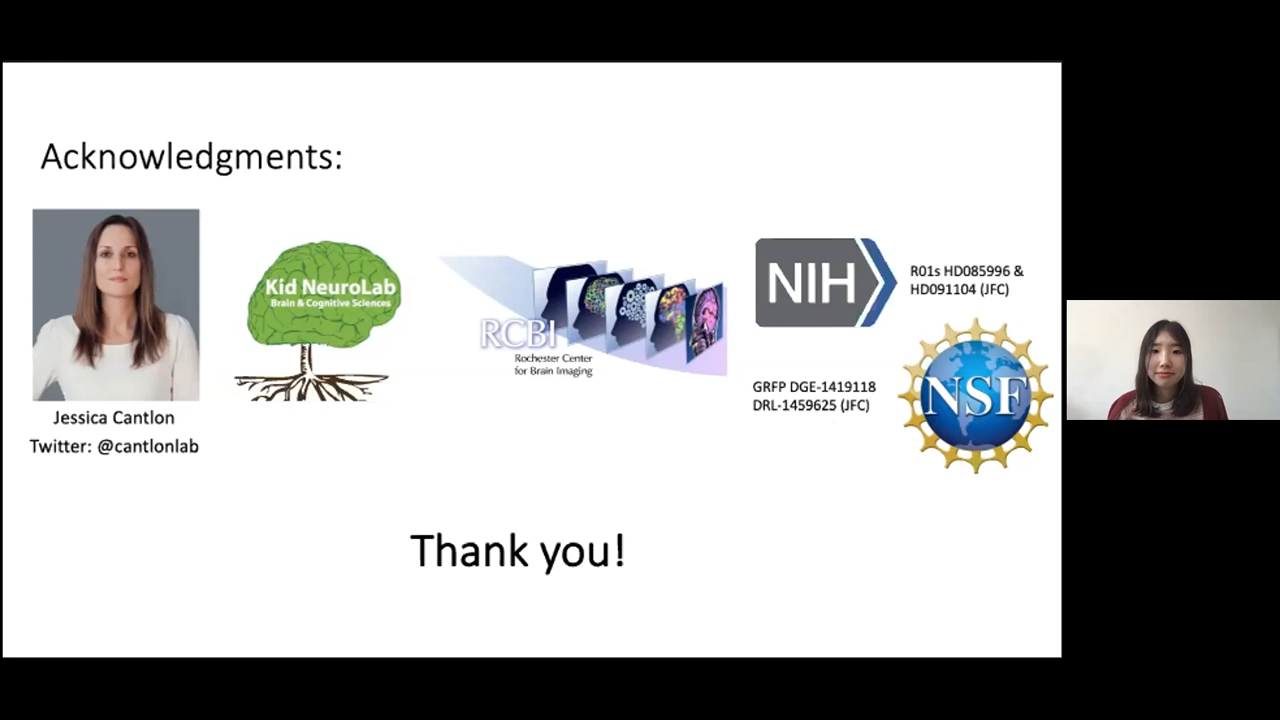 Acknowledgments:
Kid NeuroLab
Brain & Cognitive Sciences
RCBI
Rochester Center
for Brain Imaging
NIH
R01s HD085996 &
HD091104 (JFC)
GRFP DGE-1419118
DRL-1459625 (JFC)
NSF
Jessica Cantlon
Twitter: @cantlonlab
Thank you!